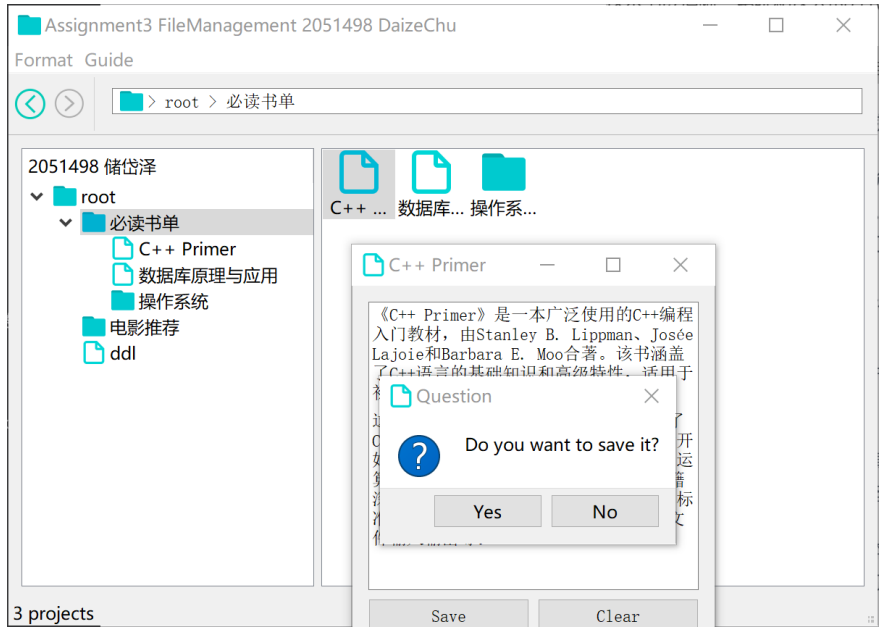 Assignment3 FileManagement 2051498 DaizeChu
Format Guide
> root > 必读书单
2051498 储岱泽
root
必读书单
C++ Primer
数据库原理与应用
操作系统
电影推荐
ddl
C++ ... 数据库... 操作系...
C++ Primer
《C++ Primer》是一本广泛使用的C++编程
入门教材，由Stanley B. Lippman、Josée
Lajoie和Barbara E. Moo合著。该书涵盖
了C++语言的基础知识和高级特性，适用于
Question
Do you want to save it?
Yes No
了
开
运
籍
标
文
Save Clear
3 projects